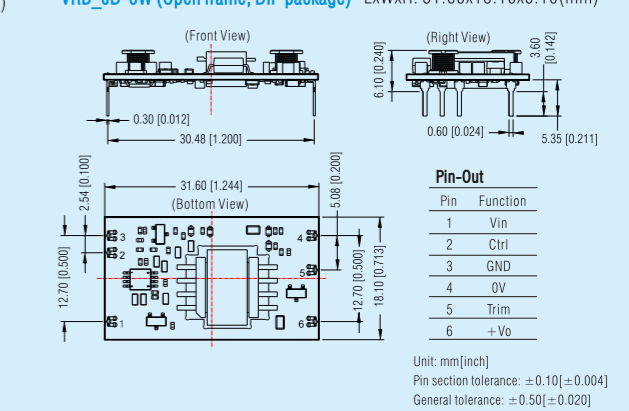 (Front View)
(Right View)
6.10 [0.240]
3.60 [0.142]
0.30 [0.012]
30.48 [1.200]
0.60 [0.024]
5.35 [0.211]
31.60 [1.244]
(Bottom View)
2.54 [0.100]
5.08 [0.200]
12.70 [0.500]
12.70 [0.500]
18.10 [0.713]
3
2
1
4
5
6
Pin-Out
Pin Function
1 Vin
2 Ctrl
3 GND
4 0V
5 Trim
6 +Vo
Unit: mm[inch]
Pin section tolerance: ±0.10[±0.004]
General tolerance: ±0.50[±0.020]